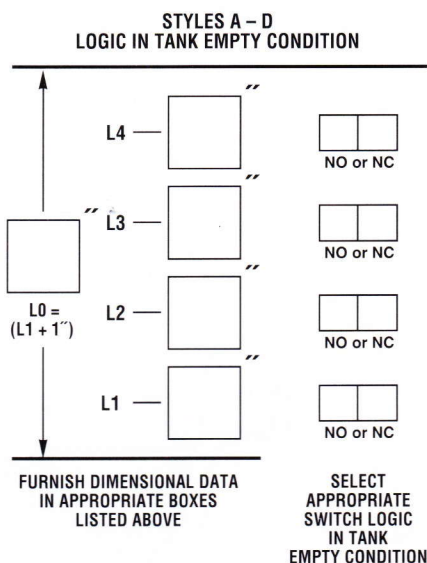 STYLES A – D
LOGIC IN TANK EMPTY CONDITION
L4 — ″
NO or NC
″ L3 — ″
NO or NC
L0 =
(L1 + 1″)
L2 — ″
NO or NC
L1 — ″
NO or NC
FURNISH DIMENSIONAL DATA
IN APPROPRIATE BOXES
LISTED ABOVE
SELECT
APPROPRIATE
SWITCH LOGIC
IN TANK
EMPTY CONDITION